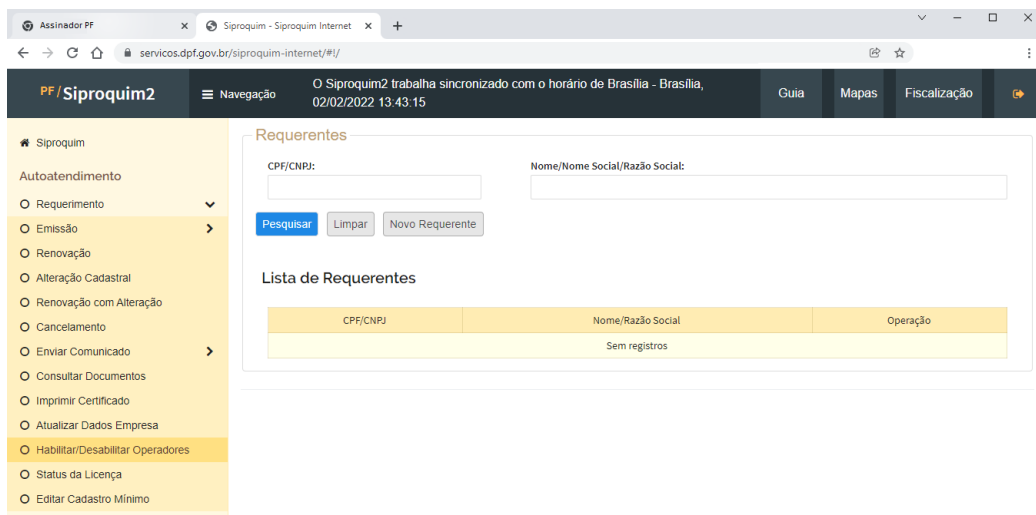 Assinador PF
Siproquim - Siproquim Internet
servicos.dpf.gov.br/siproquim-internet/#!/
PF/Siproquim2
Navegação
O Siproquim2 trabalha sincronizado com o horário de Brasília - Brasília,
02/02/2022 13:43:15
Guia
Mapas
Fiscalização
Siproquim
Autoatendimento
Requerimento
Emissão
Renovação
Alteração Cadastral
Renovação com Alteração
Cancelamento
Enviar Comunicado
Consultar Documentos
Imprimir Certificado
Atualizar Dados Empresa
Habilitar/Desabilitar Operadores
Status da Licença
Editar Cadastro Mínimo
Requerentes
CPF/CNPJ:
Nome/Nome Social/Razão Social:
Pesquisar
Limpar
Novo Requerente
Lista de Requerentes
CPF/CNPJ
Nome/Razão Social
Operação
Sem registros